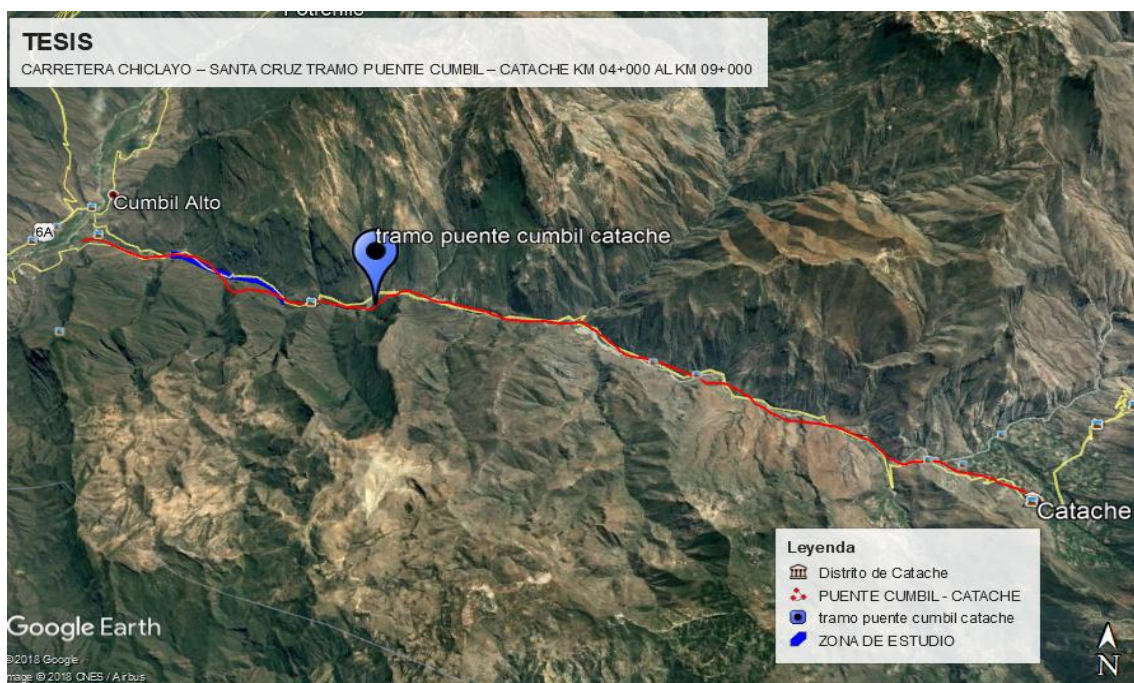 TESIS
CARRETERA CHICLAYO – SANTA CRUZ TRAMO PUENTE CUMBIL – CATACHE KM 04+000 AL KM 09+000
Cumbil Alto
6A
tramo puente cumbil catache
Catache
Leyenda
Distrito de Catache
PUENTE CUMBIL - CATACHE
tramo puente cumbil catache
ZONA DE ESTUDIO
Google Earth
©2018 Google
Image © 2018 CNES / Airbus
N